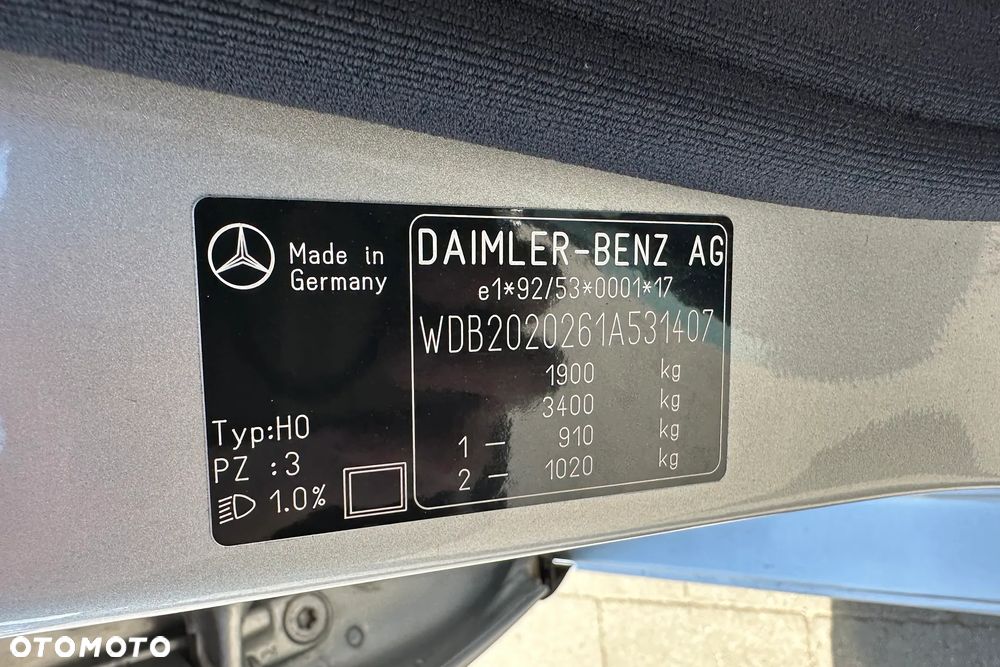 Made in
Germany
Typ:H0
PZ :3
1.0%
DAIMLER-BENZ AG
e1*92/53*0001*17
WDB2020261A531407
1900 kg
3400 kg
1 — 910 kg
2 — 1020 kg
OTOMOTO